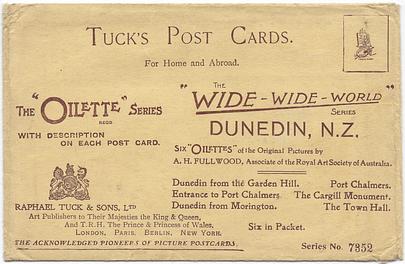 TUCK'S POST CARDS.
For Home and Abroad.
THE "OILETTE" SERIES
REGD
WITH DESCRIPTION
ON EACH POST CARD.
THE
"WIDE-WIDE-WORLD"
SERIES
DUNEDIN, N.Z.
SIX "OILETTES" of the Original Pictures by
A. H. FULLWOOD, Associate of the Royal Art Society of Australia.
Dunedin from the Garden Hill. Port Chalmers.
Entrance to Port Chalmers The Cargill Monument.
Dunedin from Mornington. The Town Hall.
Six in Packet.
RAPHAEL TUCK & SONS, LTD
Art Publishers to Their Majesties the King & Queen,
And T.R.H. The Prince & Princess of Wales,
LONDON, PARIS, BERLIN, NEW YORK.
THE ACKNOWLEDGED PIONEERS OF PICTURE POSTCARDS.
Series No. 7352